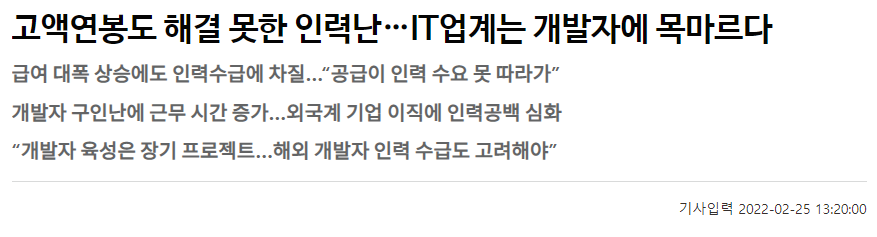 고액연봉도 해결 못한 인력난…IT업계는 개발자에 목마르다
급여 대폭 상승에도 인력수급에 차질…“공급이 인력 수요 못 따라가”
개발자 구인난에 근무 시간 증가…외국계 기업 이직에 인력공백 심화
“개발자 육성은 장기 프로젝트…해외 개발자 인력 수급도 고려해야”
기사입력 2022-02-25 13:20:00